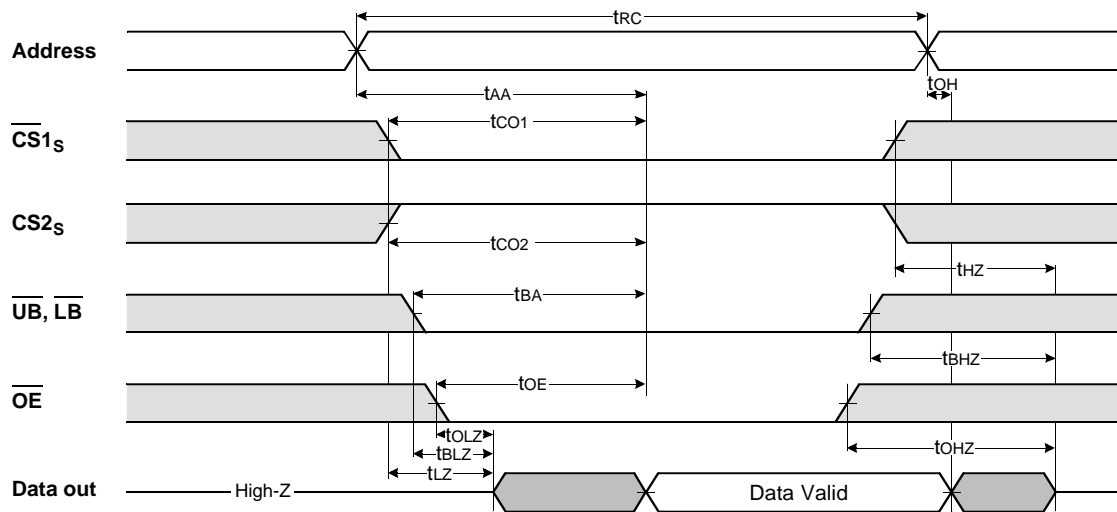 tRC
Address
tOH
tAA
tCO1
CS1S
CS2S
tCO2
tHZ
tBA
UB, LB
tBHZ
tOE
OE
tOLZ
tOHZ
tBLZ
tLZ
Data out
High-Z
Data Valid